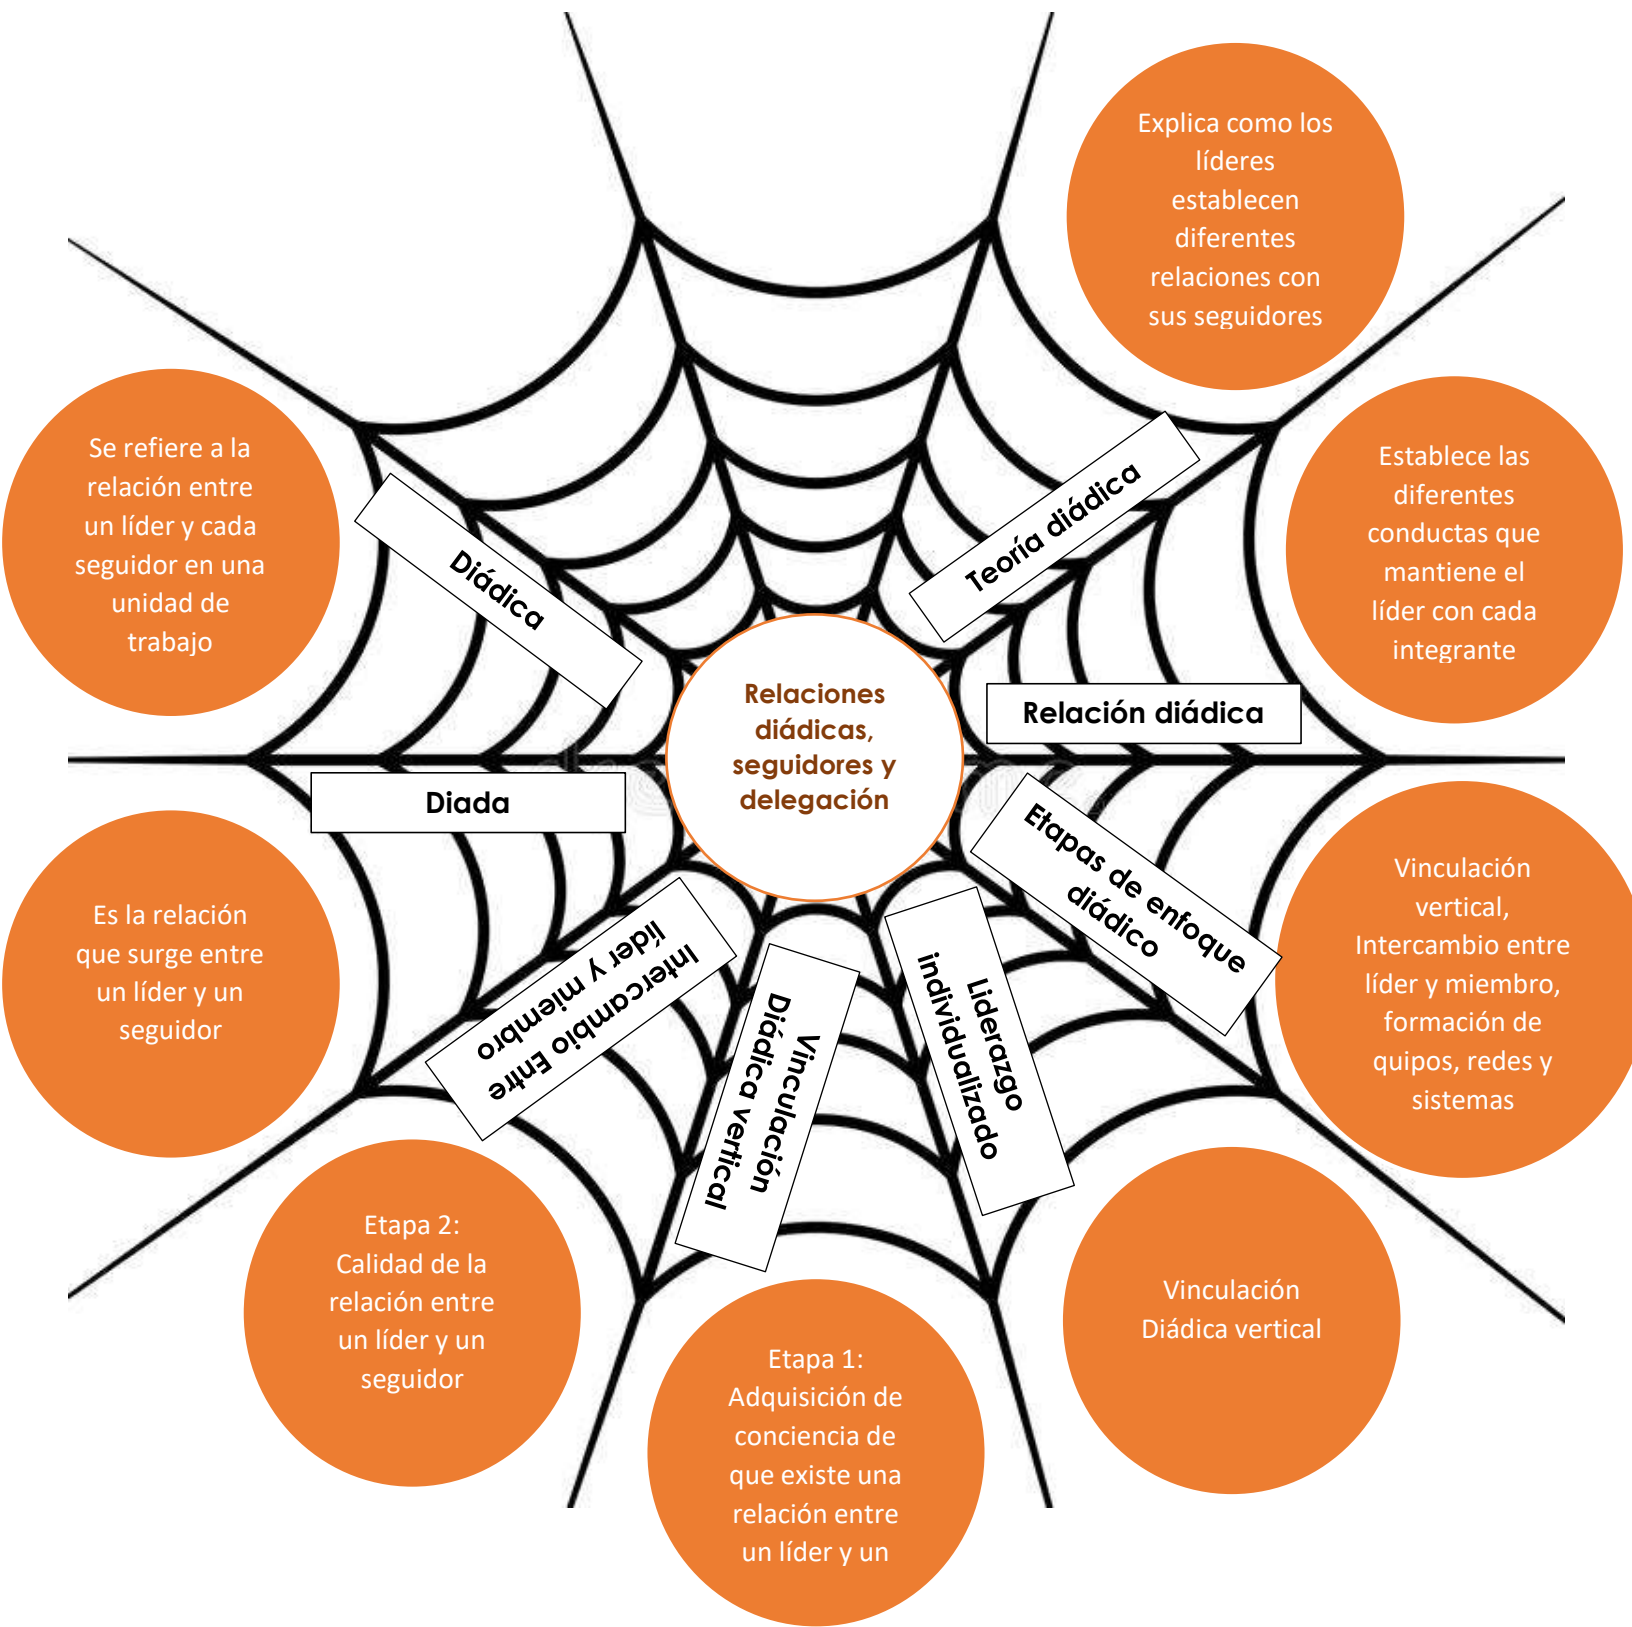 Explica como los
líderes
establecen
diferentes
relaciones con
sus seguidores
Se refiere a la
relación entre
un líder y cada
seguidor en una
unidad de
trabajo
Diádica
Teoría diádica
Establece las
diferentes
conductas que
mantiene el
líder con cada
integrante
Relaciones
diádicas,
seguidores y
delegación
Relación diádica
Diada
Etapas de enfoque
diádico
Es la relación
que surge entre
un líder y un
seguidor
Intercambio Entre
líder y miembro
Vinculación
Diádica vertical
Liderazgo
individualizado
Vinculación
vertical,
Intercambio entre
líder y miembro,
formación de
quipos, redes y
sistemas
Etapa 2:
Calidad de la
relación entre
un líder y un
seguidor
Etapa 1:
Adquisición de
conciencia de
que existe una
relación entre
un líder y un
Vinculación
Diádica vertical